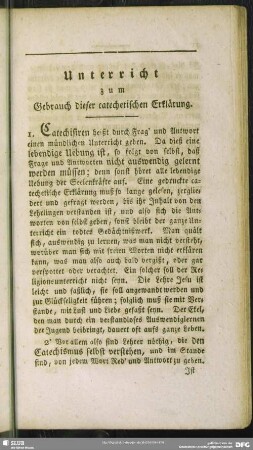 Unterricht
zum
Gebrauch dieser catechetischen Erklärung.
1. Catechisiren heißt durch Frag' und Antwort
einen mündlichen Unterricht geben. Da dieß eine
lebendige Uebung ist, so folgt von selbst, daß
Frage und Antworten nicht auswendig gelernt
werden müssen; denn sonst höret alle lebendige
Uebung der Seelenkräfte auf. Eine gedruckte ca-
techetische Erklärung muß so lange gelesen, zerglie-
dert und gefragt werden, bis ihr Inhalt von den
Lehrlingen verstanden ist, und also sich die Ant-
worten von selbst geben, sonst bleibt der ganze Un-
terricht ein todtes Gedächtnißwerk. Man quält
sich, auswendig zu lernen, was man nicht versteht,
worüber man sich mit freien Worten nicht erklären
kann, was man also auch bald vergißt, oder gar
verspottet oder verachtet. Ein solcher soll der Re-
ligionsunterricht nicht seyn. Die Lehre Jesu ist
leicht und faßlich, sie soll angewandt werden und
zur Glückseligkeit führen; folglich muß sie mit Ver-
stande, mit Lust und Liebe gefaßt seyn. Der Ekel,
den man durch ein verstandloses Auswendiglernen
der Jugend beibringt, dauert oft aufs ganze Leben.
2. Vor allem also sind Lehrer nöthig, die den
Catechismus selbst verstehen, und im Stande
sind, von jedem Wort Red' und Antwort zu geben.
Ist
SLUB
DFG